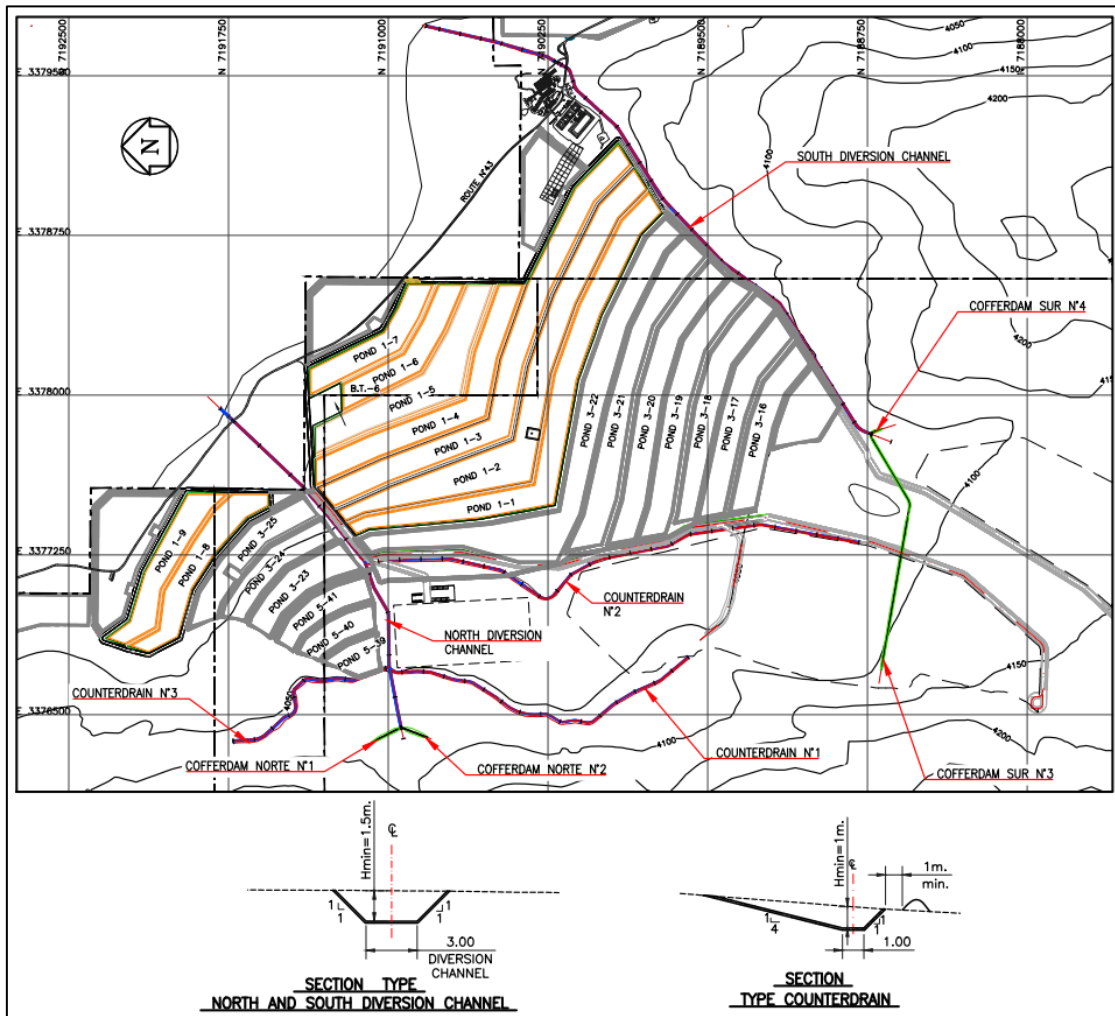 N 7192500
N 7191750
N 7191000
N 7190250
N 7189500
N 7188750
N 7188000
4050
4100
4150
4200
E 3379500
N
ROUTE N°43
4100
SOUTH DIVERSION CHANNEL
E 3378750
COFFERDAM SUR N°4
POND 1-7
POND 1-6
B.T.-6
POND 1-5
POND 1-4
POND 1-3
POND 1-2
POND 1-1
POND 3-22
POND 3-21
POND 3-20
POND 3-19
POND 3-18
POND 3-17
POND 3-16
4200
E 3378000
4100
POND 1-9
POND 1-8
POND 3-25
POND 3-24
POND 3-23
POND 5-41
POND 5-40
POND 5-39
E 3377250
COUNTERDRAIN
N°2
NORTH DIVERSION
CHANNEL
4150
COUNTERDRAIN N°3
4050
E 3376500
4100
4200
COUNTERDRAIN N°1
COFFERDAM NORTE N°1
COFFERDAM NORTE N°2
COFFERDAM SUR N°3
Hmin=1.5m.
1
1
1
1
3.00
DIVERSION
CHANNEL
SECTION TYPE
NORTH AND SOUTH DIVERSION CHANNEL
Hmin=1m.
1m.
min.
1
4
1
1
1.00
SECTION
TYPE COUNTERDRAIN